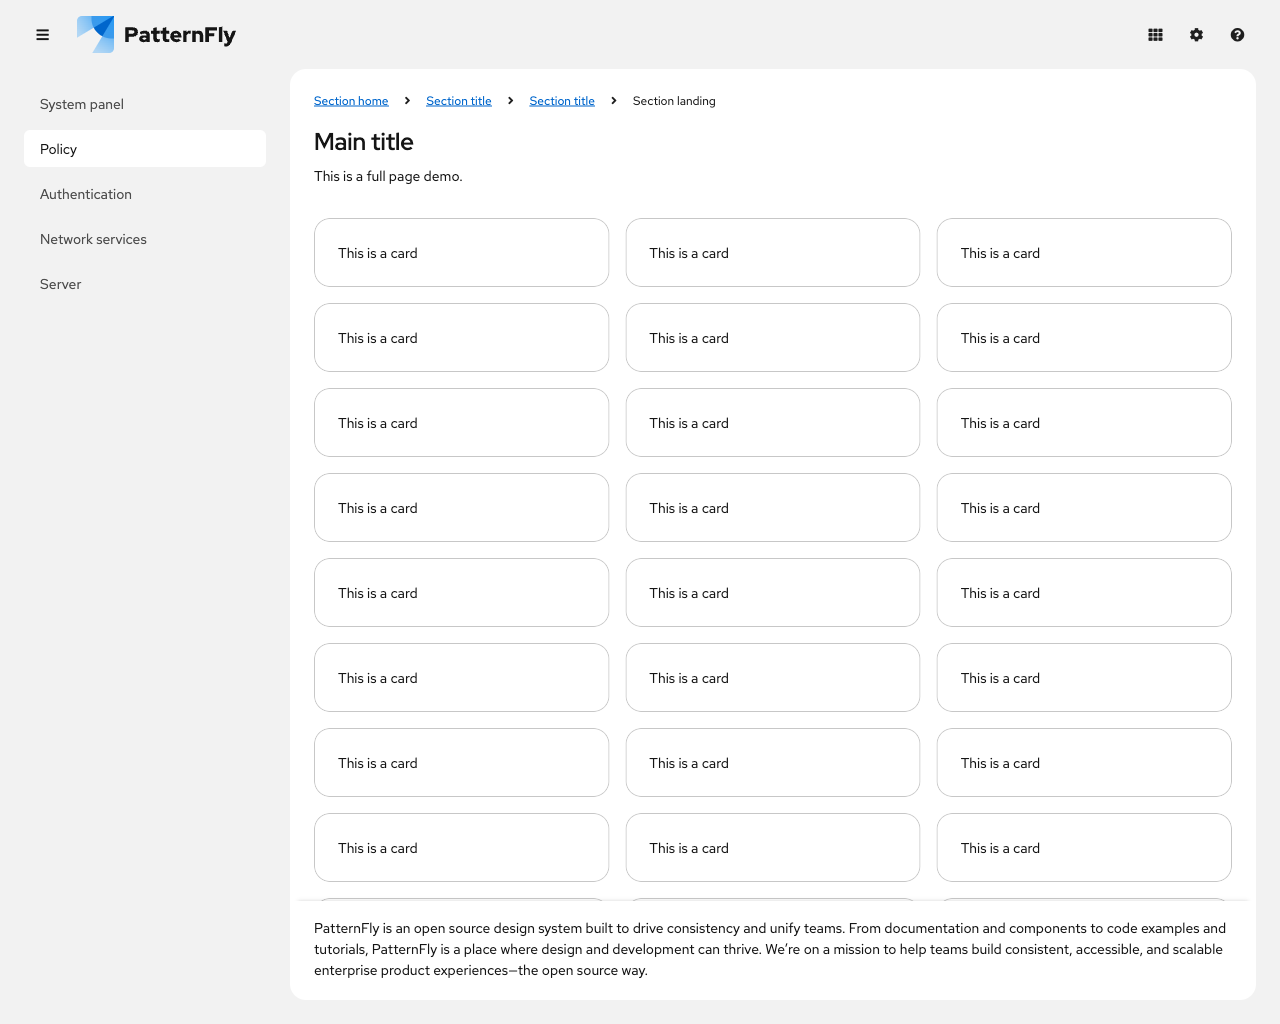 PatternFly
System panel
Policy
Authentication
Network services
Server
Section home > Section title > Section title > Section landing
Main title
This is a full page demo.
This is a card This is a card This is a card
This is a card This is a card This is a card
This is a card This is a card This is a card
This is a card This is a card This is a card
This is a card This is a card This is a card
This is a card This is a card This is a card
This is a card This is a card This is a card
This is a card This is a card This is a card
PatternFly is an open source design system built to drive consistency and unify teams. From documentation and components to code examples and
tutorials, PatternFly is a place where design and development can thrive. We’re on a mission to help teams build consistent, accessible, and scalable
enterprise product experiences—the open source way.